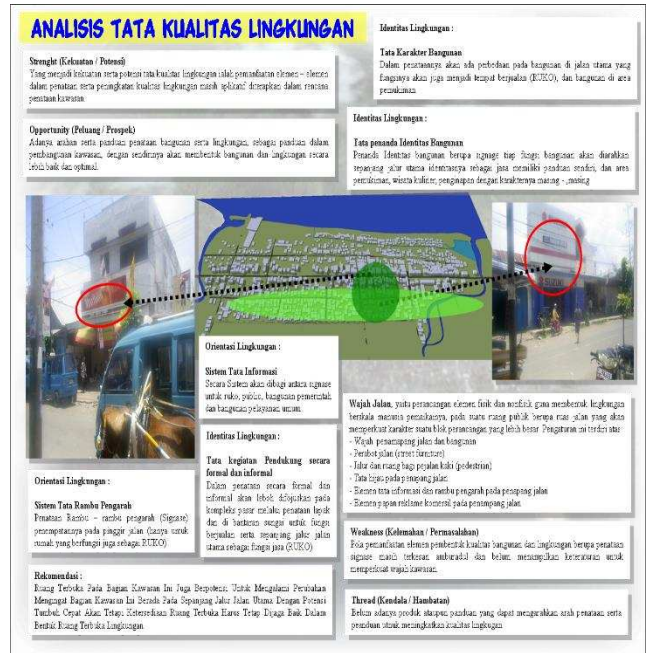 ANALISIS TATA KUALITAS LINGKUNGAN
Strenght (Kekuatan / Potensi)
Yang menjadi kekuatan serta potensi tata kualitas lingkungan ialah pemanfaatan elemen – elemen
dalam penataan serta peningkatan kualitas lingkungan masih aplikatif diterapkan dalam rencana
penataan kawasan.
Opportunity (Peluang / Prospek)
Adanya arahan serta panduan penataan bangunan serta lingkungan, sebagai panduan dalam
pembangunan kawasan, dengan sendirinya akan membentuk bangunan dan lingkungan secara
lebih baik dan optimal.
Identitas Lingkungan :
Tata Karakter Bangunan
Dalam penataannya akan ada perbedaan pada bangunan di jalan utama yang
fungsinya akan juga menjadi tempat berjualan (RUKO), dan bangunan di area
pemukiman.
Identitas Lingkungan :
Tata penanda Identitas Bangunan
Penanda Identitas bangunan berupa signage tiap fungsi bangunan akan diarahkan
sepanjang jalur utama identitasnya sebagai jasa memiliki panduan sendiri, dan area
pemukiman, wisata kuliner, penginapan dengan karakternya masing - ,masing
SUZUKI
Orientasi Lingkungan :
Sistem Tata Informasi
Secara Sistem akan dibagi antara signase
untuk ruko, public, bangunan pemerintah
dan bangunan pelayanan umum.
Identitas Lingkungan :
Tata kegiatan Pendukung secara
formal dan informal
Dalam penataan secara formal dan
informal akan lebih difokuskan pada
kompleks pasar melalui penataan lapak
dan di bantaran sungai untuk fungsi
berjualan serta sepanjang jalur jalan
utama sebagai fungsi jasa (RUKO)
Orientasi Lingkungan :
Sistem Tata Rambu Pengarah
Penataan Rambu – rambu pengarah (Signase)
penempatannya pada pinggir jalan (hanya untuk
rumah yang berfungsi juga sebagai RUKO)
Rekomendasi :
Ruang Terbuka Pada Bagian Kawasan Ini Juga Berpotensi Untuk Mengalami Perubahan
Mengingat Bagian Kawasan Ini Berada Pada Sepanjang Jalur Jalan Utama Dengan Potensi
Tumbuh Cepat Akan Tetapi Ketersedian Ruang Terbuka Harus Tetap Dijaga Baik Dalam
Bentuk Ruang Terbuka Lingkungan
Wajah Jalan, yaitu perancangan elemen fisik dan nonfisik guna membentuk lingkungan
berskala manusia pemakainya, pada suatu ruang publik berupa ruas jalan yang akan
memperkuat karakter suatu blok perancangan yang lebih besar. Pengaturan ini terdiri atas:
- Wajah penampang jalan dan bangunan
- Perabot jalan (street furniture)
- Jalur dan ruang bagi pejalan kaki (pedestrian)
- Tata hijau pada penapang jalan
- Elemen tata informasi dan rambu pengarah pada penapang jalan
- Elemen papan reklame komersil pada penampang jalan.
Weakness (Kelemahan / Permasalahan)
Pola pemanfaatan elemen pembentuk kualitas bangunan dan lingkungan berupa penataan
signase masih terkesan amburadul dan belum menampilkan keteraturan untuk
memperkuat wajah kawasan.
Thread (Kendala / Hambatan)
Belum adanya produk ataupun panduan yang dapat mengarahkan arah penataan serta
panduan utnuk meningkatkan kualitas lingkugan